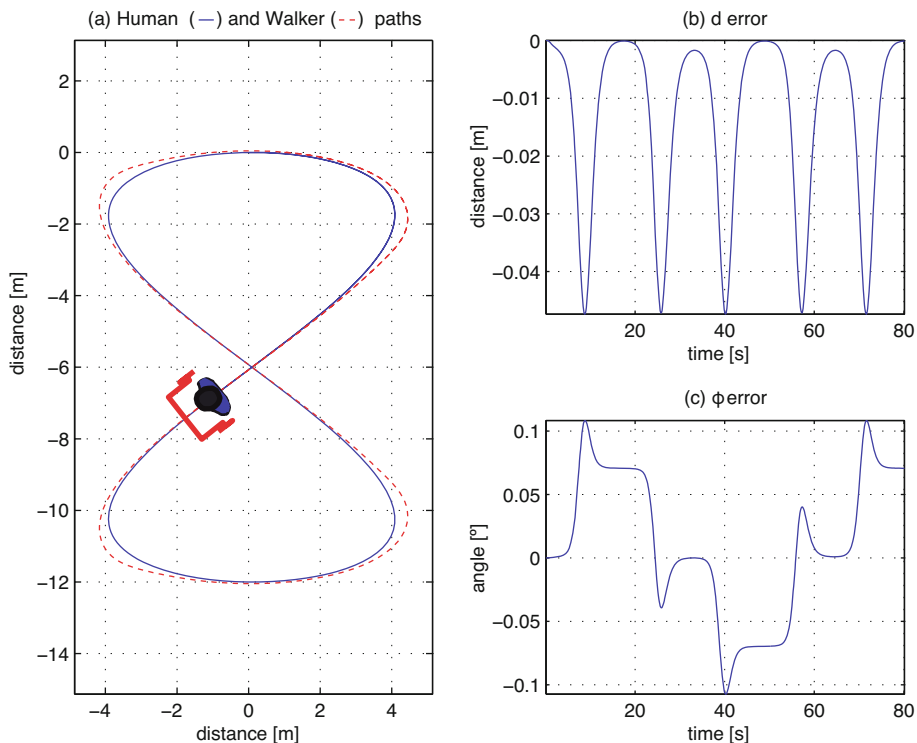 (a) Human (—) and Walker (--) paths
2
0
−2
−4
−6
−8
−10
−12
−14
distance [m]
−4 −2 0 2 4
distance [m]
(b) d error
0
−0.01
−0.02
−0.03
−0.04
distance [m]
20 40 60 80
time [s]
(c) φerror
0.1
0.05
0
−0.05
−0.1
angle [°]
20 40 60 80
time [s]